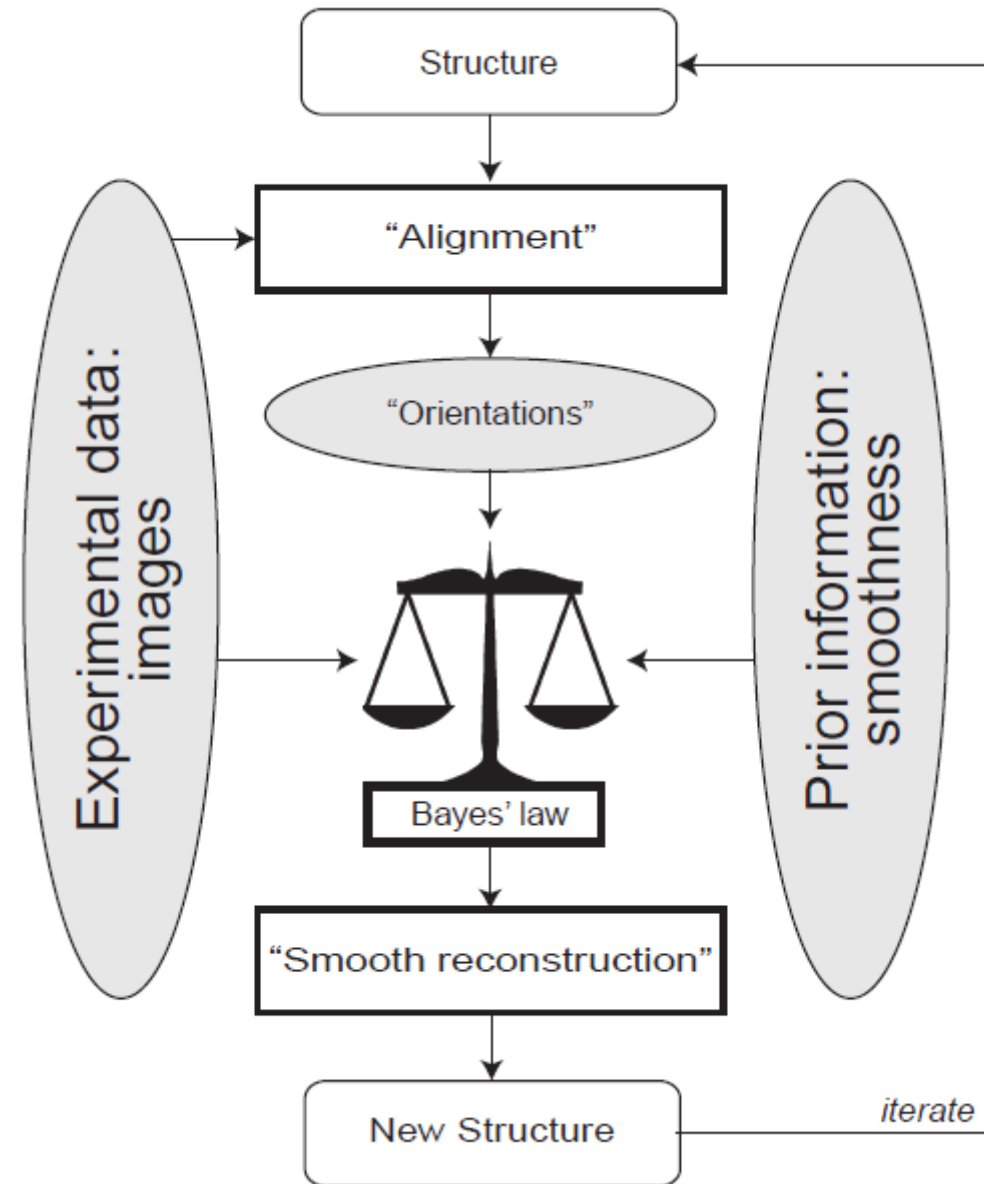 Structure
“Alignment”
“Orientations”
Experimental data:
images
Prior information:
smoothness
Bayes’ law
“Smooth reconstruction”
New Structure
iterate